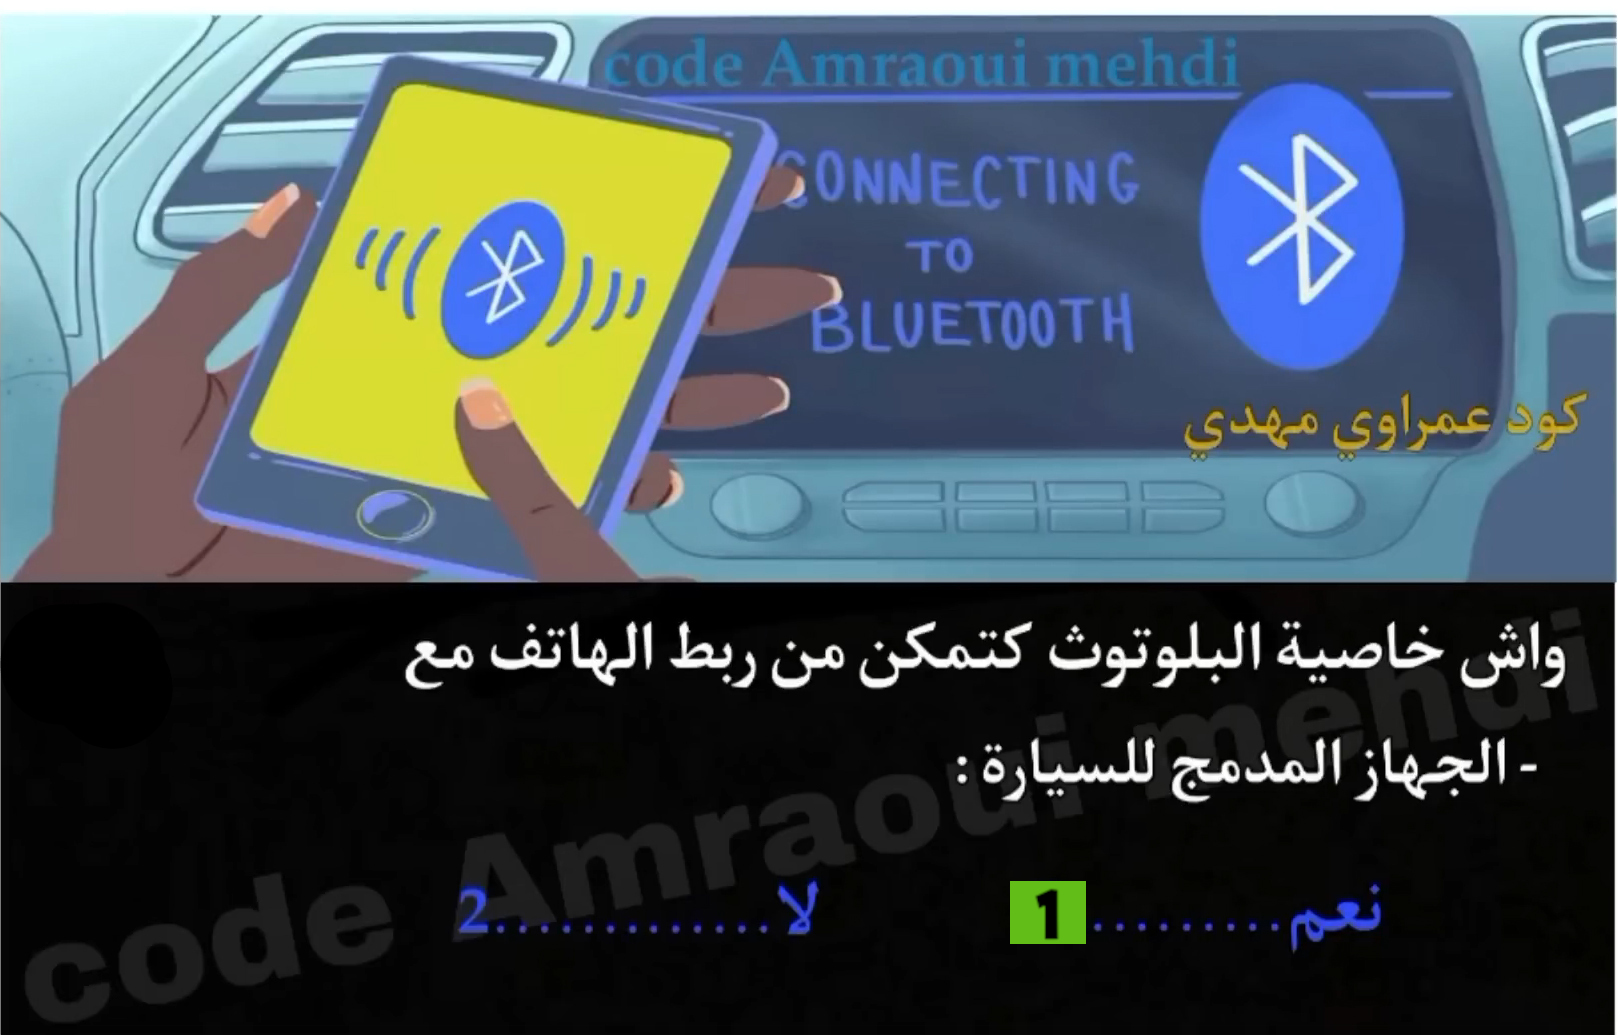 code Amraoui mehdi
CONNECTING
TO
BLUETOOTH
كود عمراوي مهدي
واش خاصية البلوتوث كتمكن من ربط الهاتف مع
- الجهاز المدمج للسيارة :
نعم.........1
لا.............2
code Amraoui mehdi